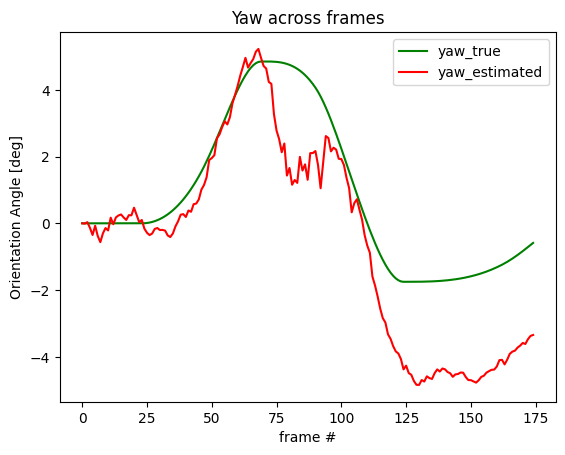 Yaw across frames
yaw_true
yaw_estimated
Orientation Angle [deg]
4
2
0
−2
−4
0 25 50 75 100 125 150 175
frame #